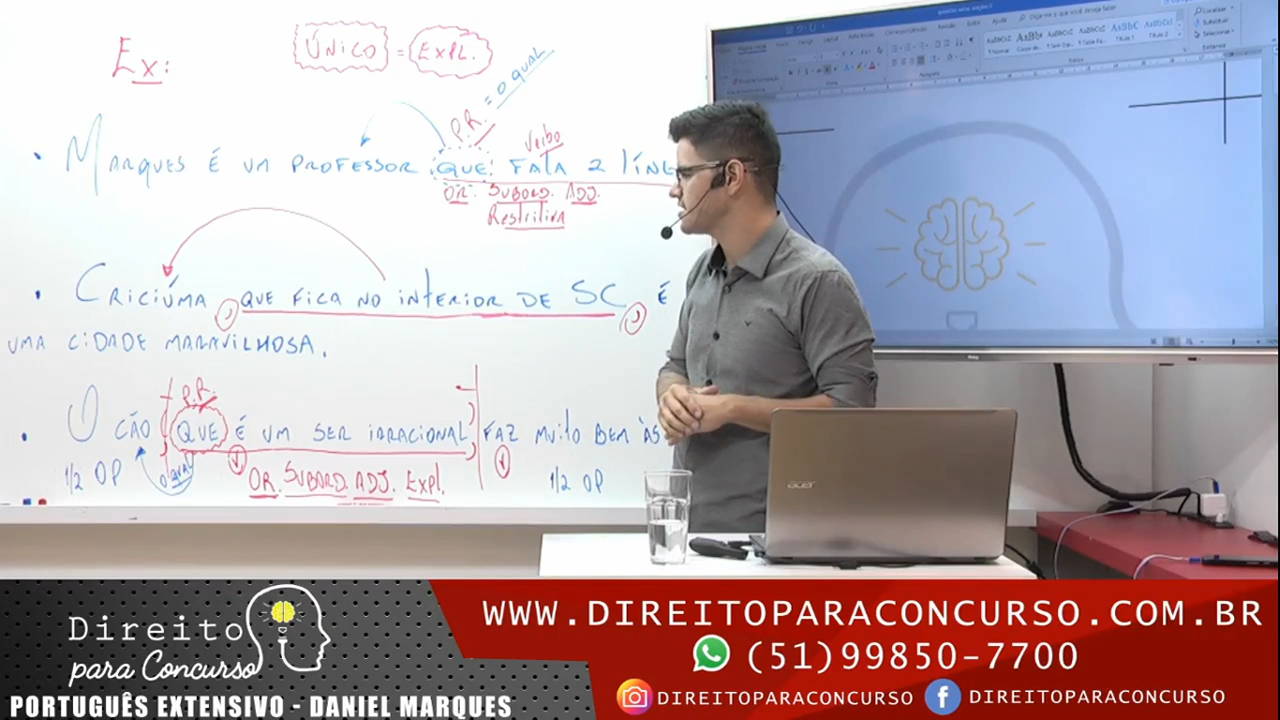 Ex:
ÚNICO = EXPL.
P.R. = O QUAL
Verbo
• MARQUES É UM PROFESSOR QUE FALA 2 LÍNG
OR. SUBORD. ADJ.
Restritiva
• CRICIÚMA, QUE FICA NO INTERIOR DE SC, É
UMA CIDADE MARAVILHOSA.
P.R.
• O CÃO, QUE É UM SER IRRACIONAL, FAZ MUITO BEM ÀS
1/2 OP
O QUAL
OR. SUBORD. ADJ. Expl.
1/2 OP
acer
Direito
para Concurso
PORTUGUÊS EXTENSIVO - DANIEL MARQUES
WWW.DIREITOPARACONCURSO.COM.BR
(51)99850-7700
DIREITOPARACONCURSO
DIREITOPARACONCURSO